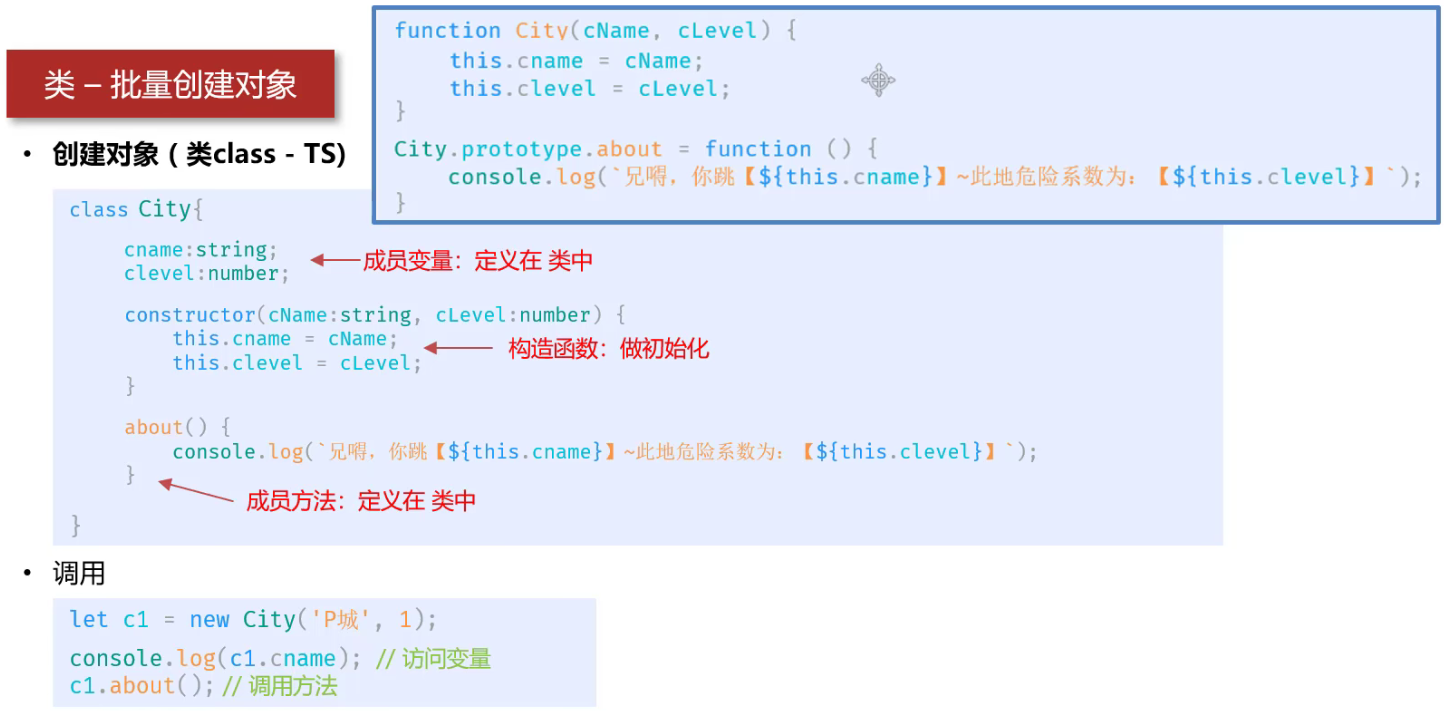 类 – 批量创建对象
function City(cName, cLevel) {
this.cname = cName;
this.clevel = cLevel;
}
City.prototype.about = function () {
console.log(`兄嘚，你跳【${this.cname}】~此地危险系数为：【${this.clevel}】`);
}
• 创建对象 ( 类class - TS)
class City{
cname:string;
clevel:number;
成员变量：定义在 类中
constructor(cName:string, cLevel:number) {
this.cname = cName;
this.clevel = cLevel;
构造函数：做初始化
}
about() {
console.log(`兄嘚，你跳【${this.cname}】~此地危险系数为：【${this.clevel}】`);
}
成员方法：定义在 类中
}
• 调用
let c1 = new City('P城', 1);
console.log(c1.cname); // 访问变量
c1.about(); // 调用方法